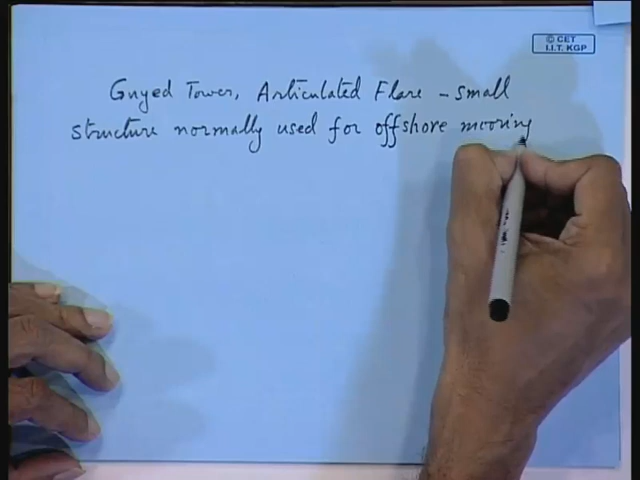 © CET
I.I.T. KGP
Guyed Tower, Articulated Flare - small
structure normally used for offshore mooring